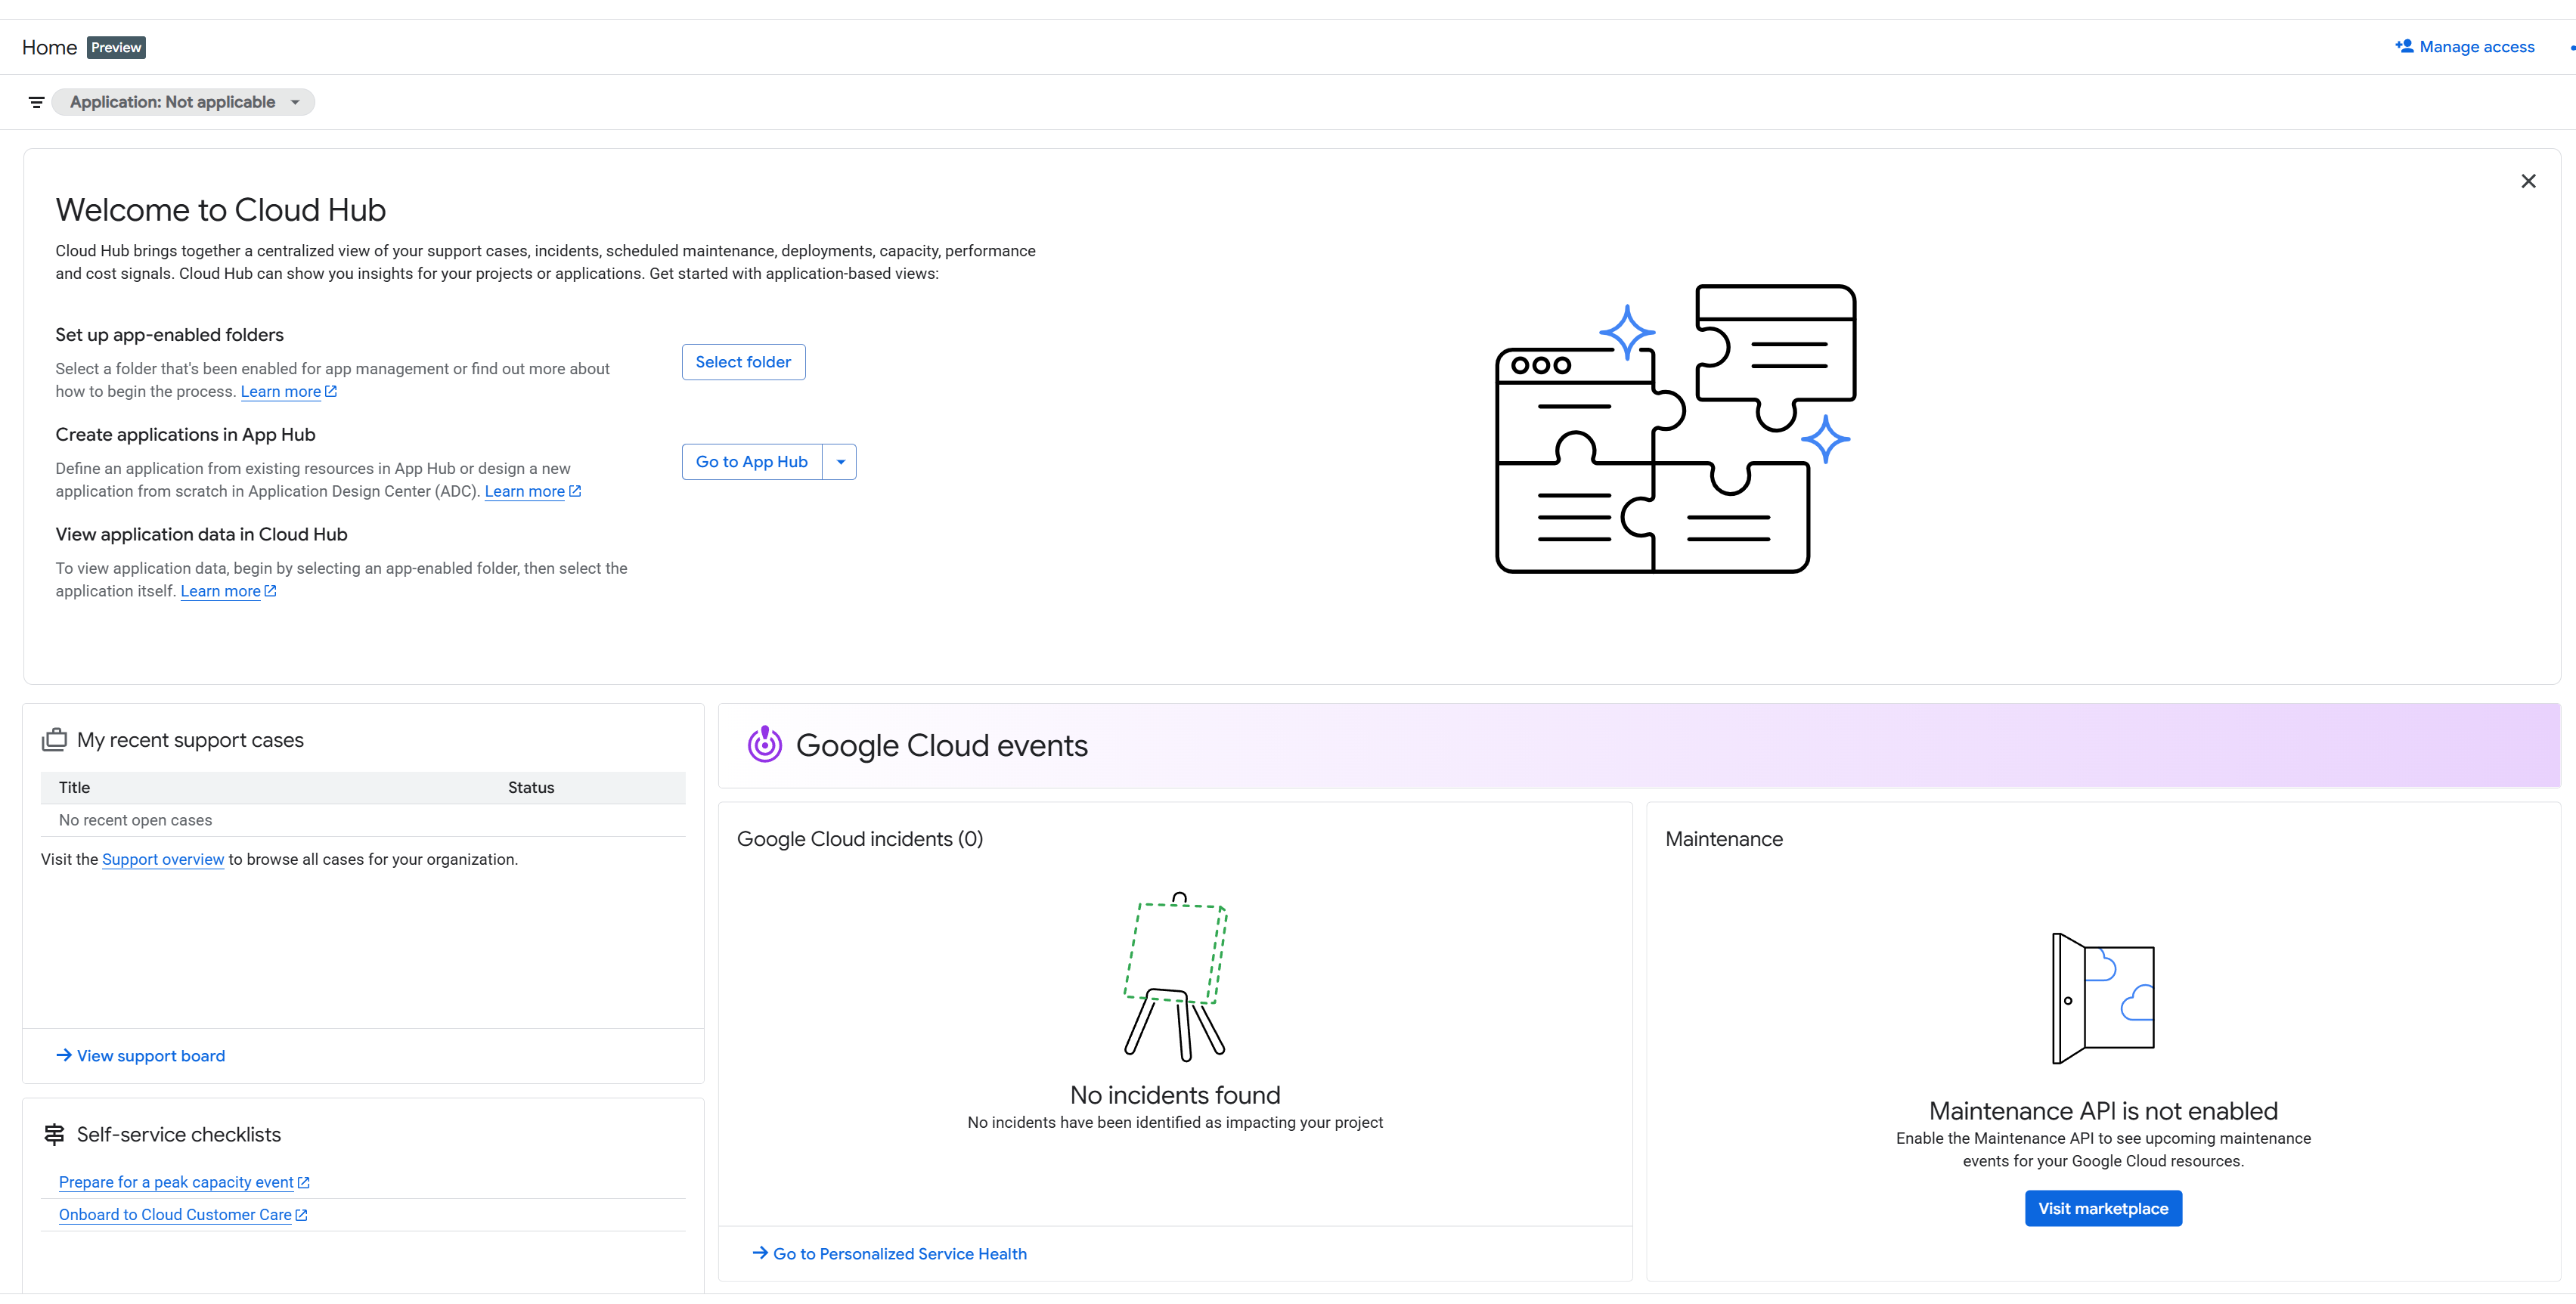 Home Preview
Manage access
Application: Not applicable
Welcome to Cloud Hub
Cloud Hub brings together a centralized view of your support cases, incidents, scheduled maintenance, deployments, capacity, performance
and cost signals. Cloud Hub can show you insights for your projects or applications. Get started with application-based views:
Set up app-enabled folders
Select a folder that's been enabled for app management or find out more about
how to begin the process. Learn more
Select folder
Create applications in App Hub
Define an application from existing resources in App Hub or design a new
application from scratch in Application Design Center (ADC). Learn more
Go to App Hub
View application data in Cloud Hub
To view application data, begin by selecting an app-enabled folder, then select the
application itself. Learn more
My recent support cases
Title Status
No recent open cases
Visit the Support overview to browse all cases for your organization.
View support board
Self-service checklists
Prepare for a peak capacity event
Onboard to Cloud Customer Care
Google Cloud events
Google Cloud incidents (0)
No incidents found
No incidents have been identified as impacting your project
Go to Personalized Service Health
Maintenance
Maintenance API is not enabled
Enable the Maintenance API to see upcoming maintenance
events for your Google Cloud resources.
Visit marketplace